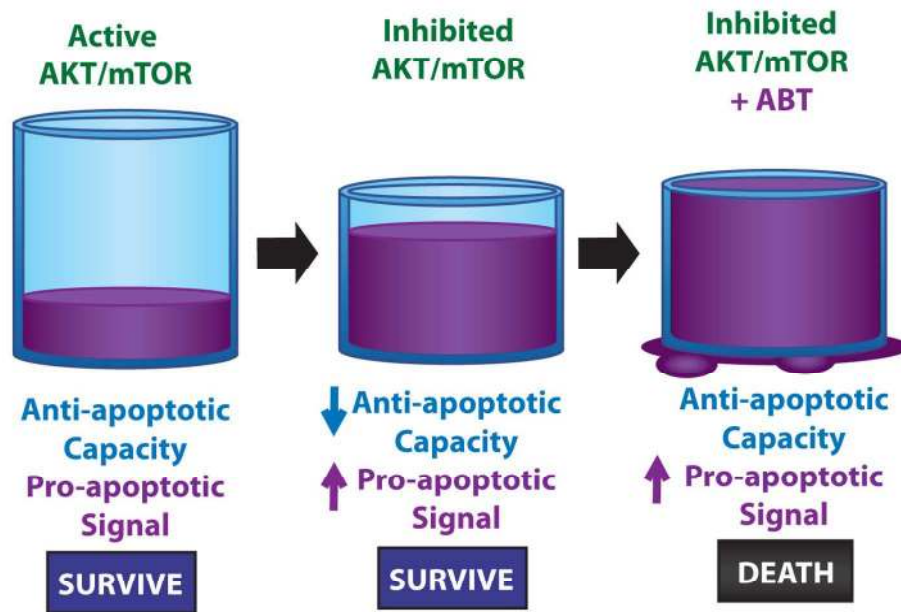 Active
AKT/mTOR
Anti-apoptotic
Capacity
Pro-apoptotic
Signal
SURVIVE
Inhibited
AKT/mTOR
Anti-apoptotic
Capacity
Pro-apoptotic
Signal
SURVIVE
Inhibited
AKT/mTOR
+ ABT
Anti-apoptotic
Capacity
Pro-apoptotic
Signal
DEATH